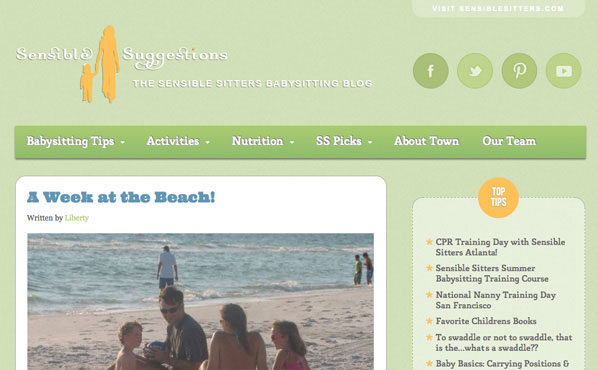 VISIT SENSIBLESITTERS.COM
Sensible Suggestions
THE SENSIBLE SITTERS BABYSITTING BLOG
Babysitting Tips
Activities
Nutrition
SS Picks
About Town
Our Team
A Week at the Beach!
Written by Liberty
TOP
TIPS
CPR Training Day with Sensible
Sitters Atlanta!
Sensible Sitters Summer
Babysitting Training Course
National Nanny Training Day
San Francisco
Favorite Childrens Books
To swaddle or not to swaddle, that
is the...what's a swaddle??
Baby Basics: Carrying Positions &